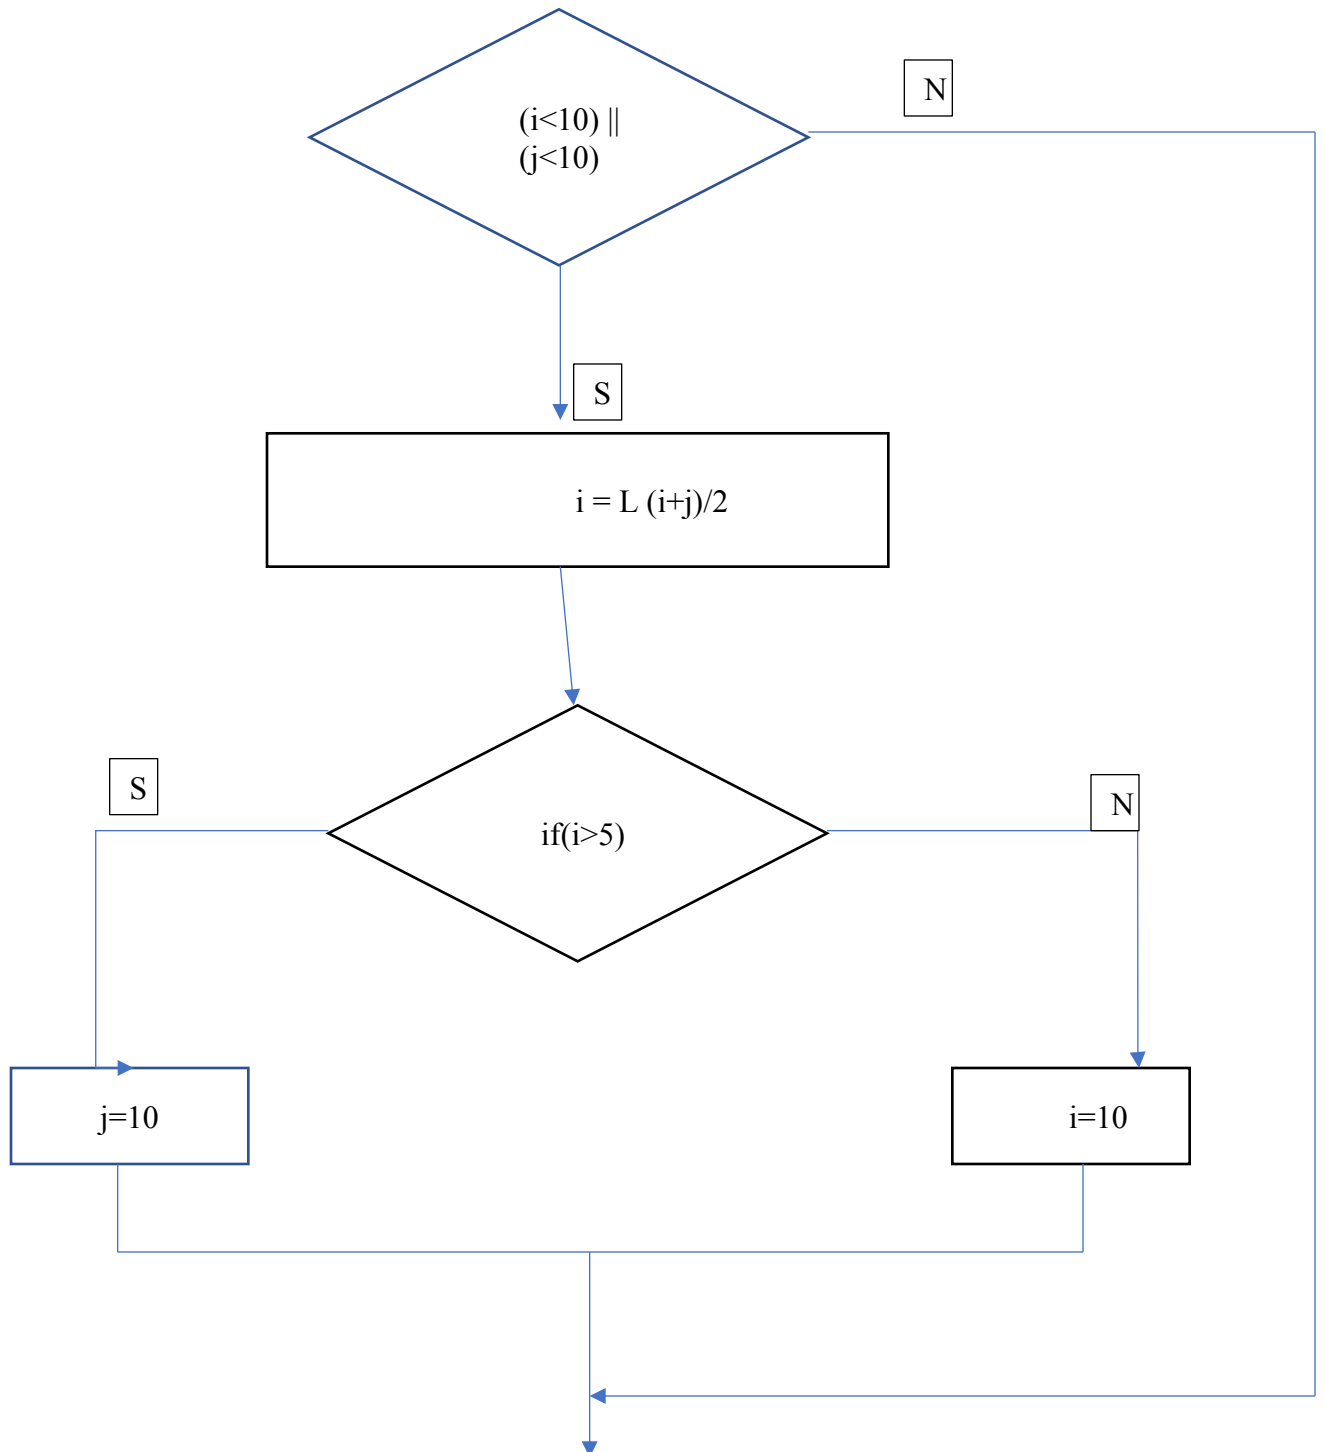 N
(i<10) ||
(j<10)
S
i = L (i+j)/2
S
N
if(i>5)
j=10
i=10